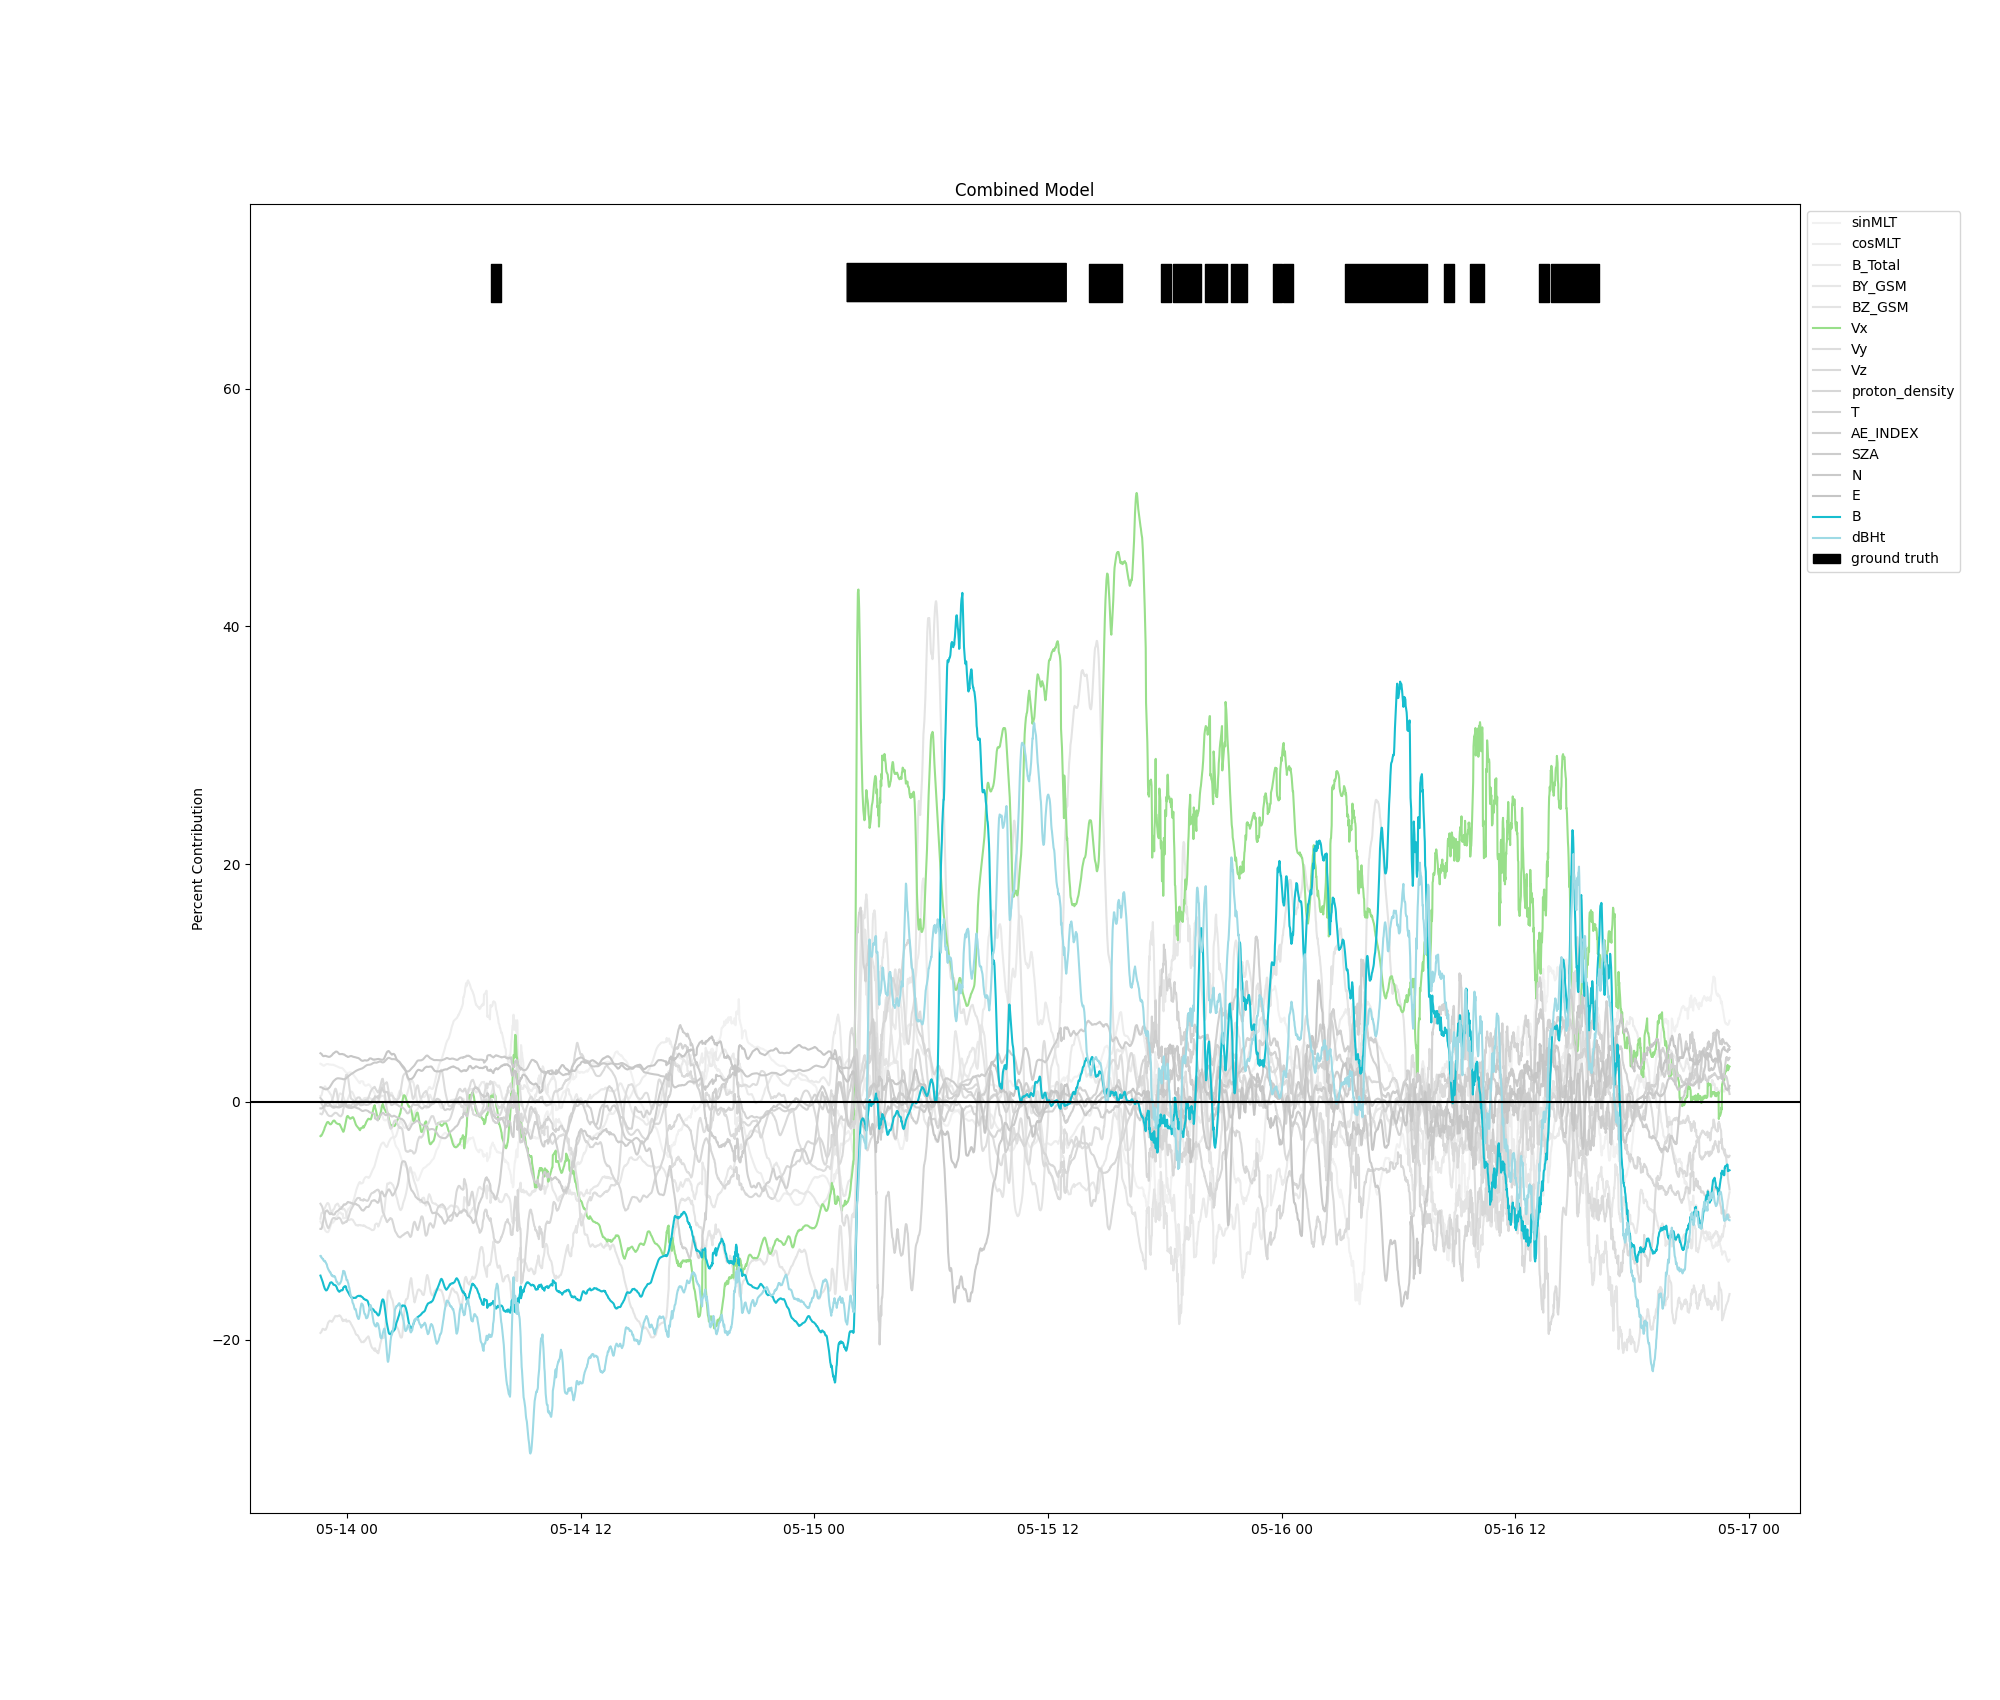 Combined Model
Percent Contribution
60
40
20
0
−20
05-14 00
05-14 12
05-15 00
05-15 12
05-16 00
05-16 12
05-17 00
sinMLT
cosMLT
B_Total
BY_GSM
BZ_GSM
Vx
Vy
Vz
proton_density
T
AE_INDEX
SZA
N
E
B
dBHt
ground truth